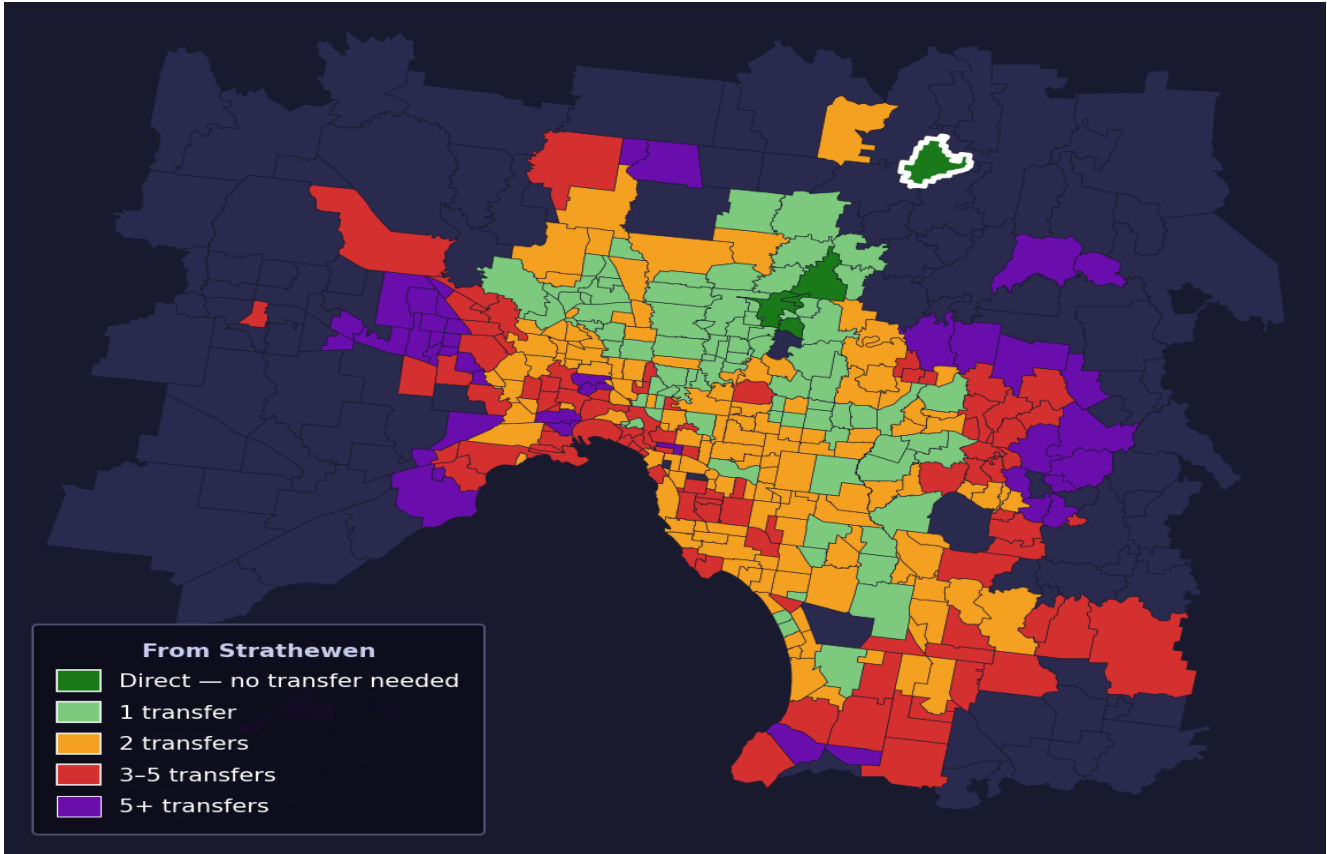 From Strathewen
Direct — no transfer needed
1 transfer
2 transfers
3–5 transfers
5+ transfers